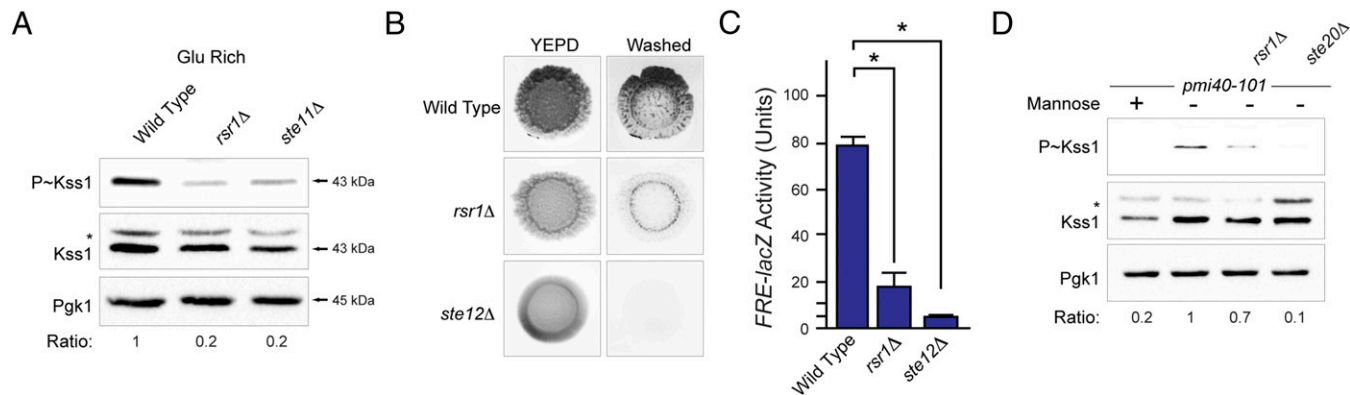 A
Glu Rich
Wild Type
rsr1Δ
ste11Δ
P~Kss1
43 kDa
*
Kss1
43 kDa
Pgk1
45 kDa
Ratio: 1 0.2 0.2
B
YEPD Washed
Wild Type
rsr1Δ
ste12Δ
C
*
*
FRE-lacZ Activity (Units)
100
80
60
40
20
0
Wild Type
rsr1Δ
ste12Δ
D
rsr1Δ
ste20Δ
pmi40-101
Mannose + - - -
P~Kss1
*
Kss1
Pgk1
Ratio: 0.2 1 0.7 0.1